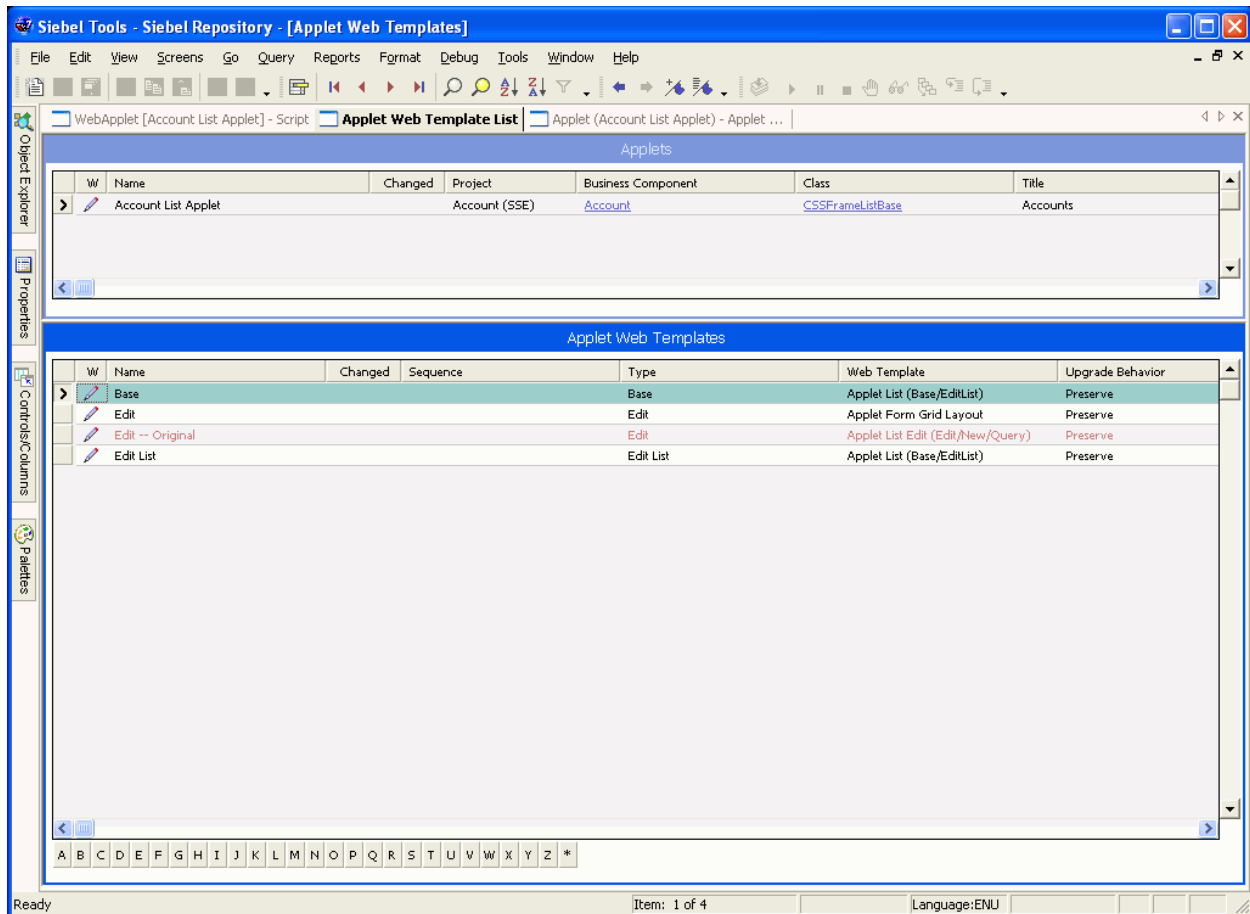 Siebel Tools - Siebel Repository - [Applet Web Templates]
File Edit View Screens Go Query Reports Format Debug Tools Window Help
WebApplet [Account List Applet] - Script Applet Web Template List Applet (Account List Applet) - Applet ...
Object Explorer
Properties
Controls/Columns
Palettes
Applets
W Name Changed Project Business Component Class Title
Account List Applet Account (SSE) Account CSSFrameListBase Accounts
Applet Web Templates
W Name Changed Sequence Type Web Template Upgrade Behavior
Base Base Applet List (Base/EditList) Preserve
Edit Edit Applet Form Grid Layout Preserve
Edit -- Original Edit Applet List Edit (Edit/New/Query) Preserve
Edit List Edit List Applet List (Base/EditList) Preserve
A B C D E F G H I J K L M N O P Q R S T U V W X Y Z *
Ready Item: 1 of 4 Language:ENU